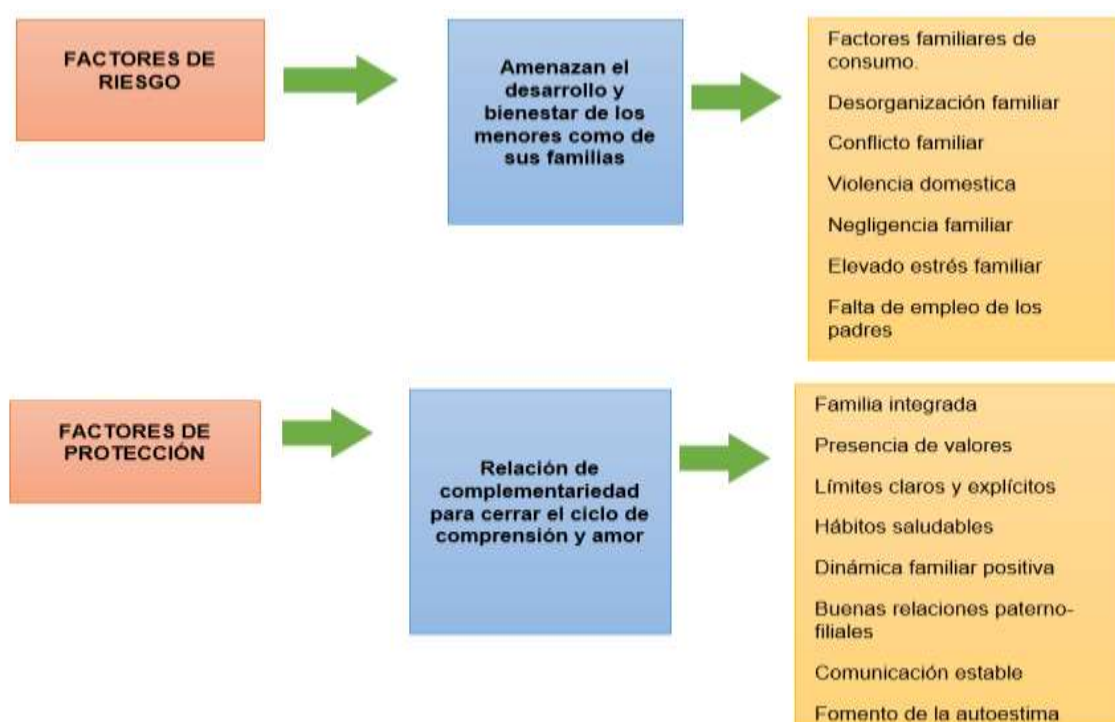 FACTORES DE
RIESGO
Amenazan el
desarrollo y
bienestar de los
menores como de
sus familias
Factores familiares de
consumo.
Desorganización familiar
Conflicto familiar
Violencia domestica
Negligencia familiar
Elevado estrés familiar
Falta de empleo de los
padres
FACTORES DE
PROTECCIÓN
Relación de
complementariedad
para cerrar el ciclo de
comprensión y amor
Familia integrada
Presencia de valores
Límites claros y explícitos
Hábitos saludables
Dinámica familiar positiva
Buenas relaciones paterno-
filiales
Comunicación estable
Fomento de la autoestima